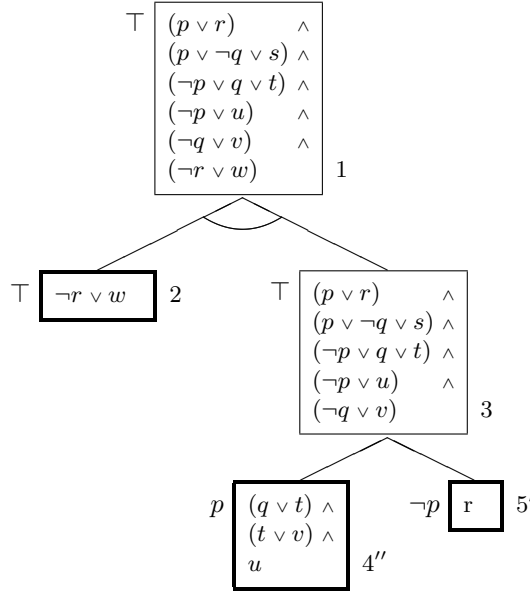 ⊤ (p ∨ r) ∧
(p ∨ ¬q ∨ s) ∧
(¬p ∨ q ∨ t) ∧
(¬p ∨ u) ∧
(¬q ∨ v) ∧
(¬r ∨ w) 1
⊤ ¬r ∨ w 2
⊤ (p ∨ r) ∧
(p ∨ ¬q ∨ s) ∧
(¬p ∨ q ∨ t) ∧
(¬p ∨ u) ∧
(¬q ∨ v) 3
p (q ∨ t) ∧
(t ∨ v) ∧
u 4″
¬p r 5